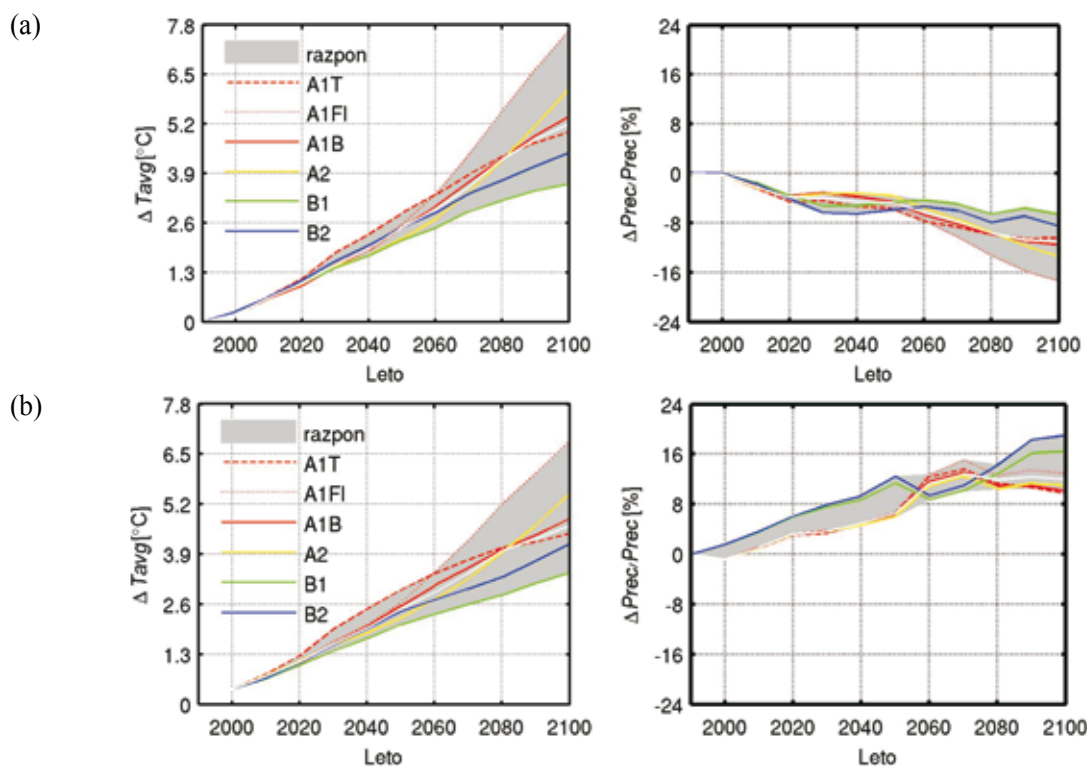 (a)
Δ Tavg[°C]
7.8
6.5
5.2
3.9
2.6
1.3
0
razpon
A1T
A1FI
A1B
A2
B1
B2
2000 2020 2040 2060 2080 2100
Leto
Δ Prec/Prec [%]
24
16
8
0
-8
-16
-24
2000 2020 2040 2060 2080 2100
Leto
(b)
Δ Tavg[°C]
7.8
6.5
5.2
3.9
2.6
1.3
0
razpon
A1T
A1FI
A1B
A2
B1
B2
2000 2020 2040 2060 2080 2100
Leto
Δ Prec/Prec [%]
24
16
8
0
-8
-16
-24
2000 2020 2040 2060 2080 2100
Leto